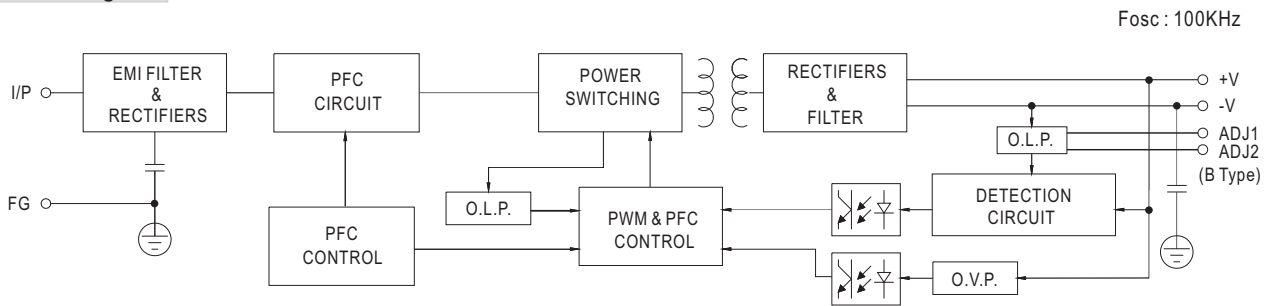 Fosc : 100KHz
I/P
EMI FILTER
&
RECTIFIERS
PFC
CIRCUIT
POWER
SWITCHING
RECTIFIERS
&
FILTER
+V
-V
O.L.P.
ADJ1
ADJ2
(B Type)
FG
O.L.P.
PFC
CONTROL
PWM & PFC
CONTROL
DETECTION
CIRCUIT
O.V.P.